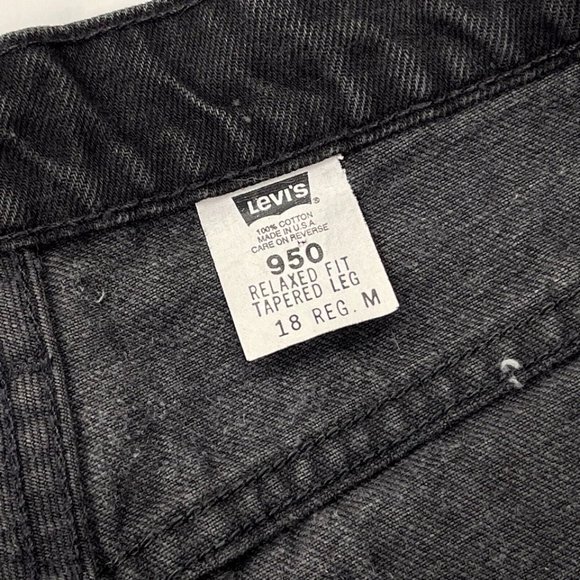 Levi's ®
100% COTTON
MADE IN U.S.A.
CARE ON REVERSE
950
RELAXED FIT
TAPERED LEG
18 REG. M